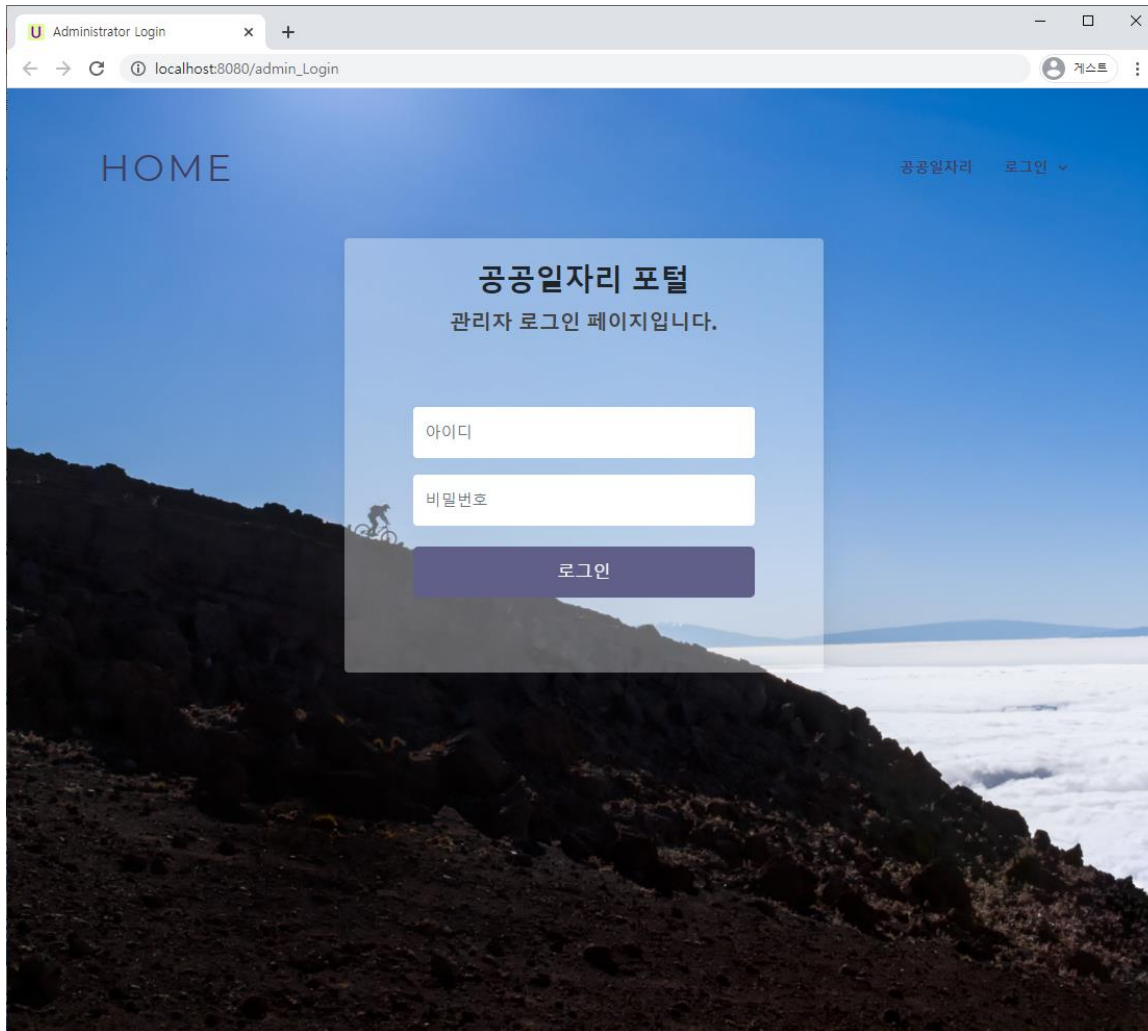 U Administrator Login
localhost:8080/admin_Login
게스트
HOME
공공일자리 로그인
공공일자리 포털
관리자 로그인 페이지입니다.
아이디
비밀번호
로그인